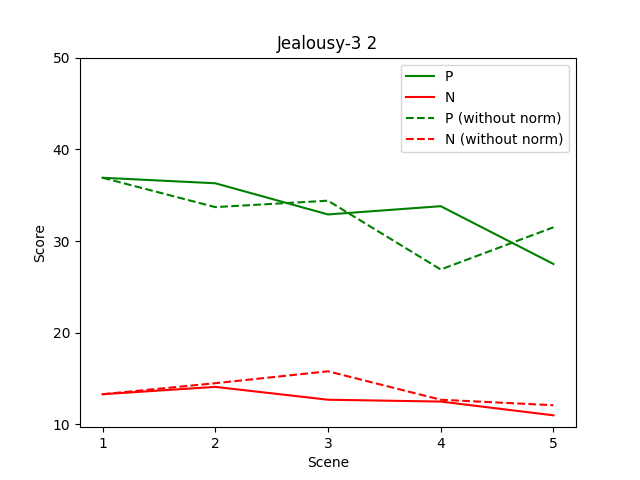 Jealousy-3 2
P
N
P (without norm)
N (without norm)
Score
50
40
30
20
10
1 2 3 4 5
Scene